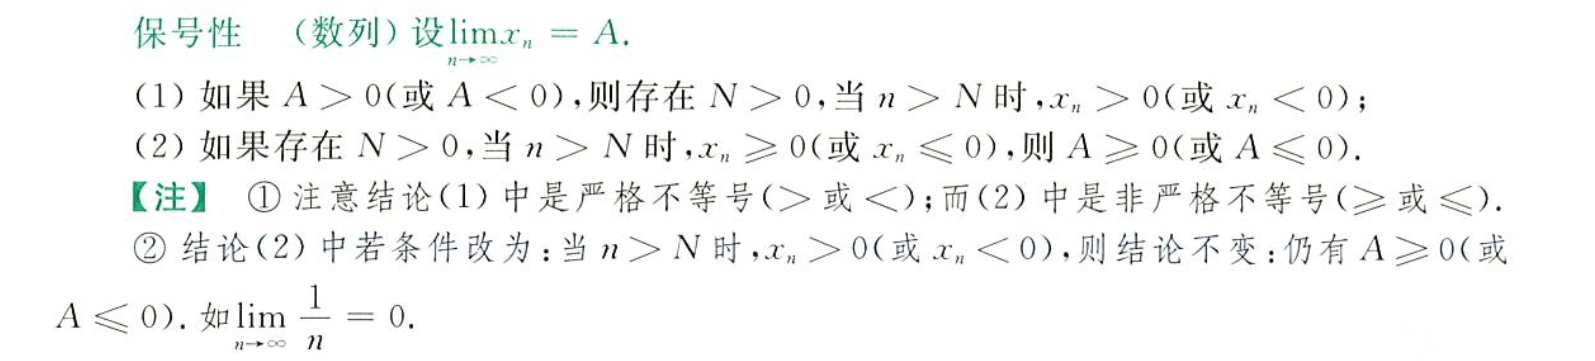 保号性 （数列）设$\lim\limits_{n\to\infty}x_n = A$.
(1) 如果 $A > 0$(或 $A < 0$),则存在 $N > 0$,当 $n > N$ 时,$x_n > 0$(或 $x_n < 0$);
(2) 如果存在 $N > 0$,当 $n > N$ 时,$x_n \geqslant 0$(或 $x_n \leqslant 0$),则 $A \geqslant 0$(或 $A \leqslant 0$).
【注】 ① 注意结论(1) 中是严格不等号(> 或 <);而(2) 中是非严格不等号(⩾ 或 ⩽).
② 结论(2) 中若条件改为:当 $n > N$ 时,$x_n > 0$(或 $x_n < 0$),则结论不变:仍有 $A \geqslant 0$(或
$A \leqslant 0$). 如$\lim\limits_{n\to\infty} \frac{1}{n} = 0$.